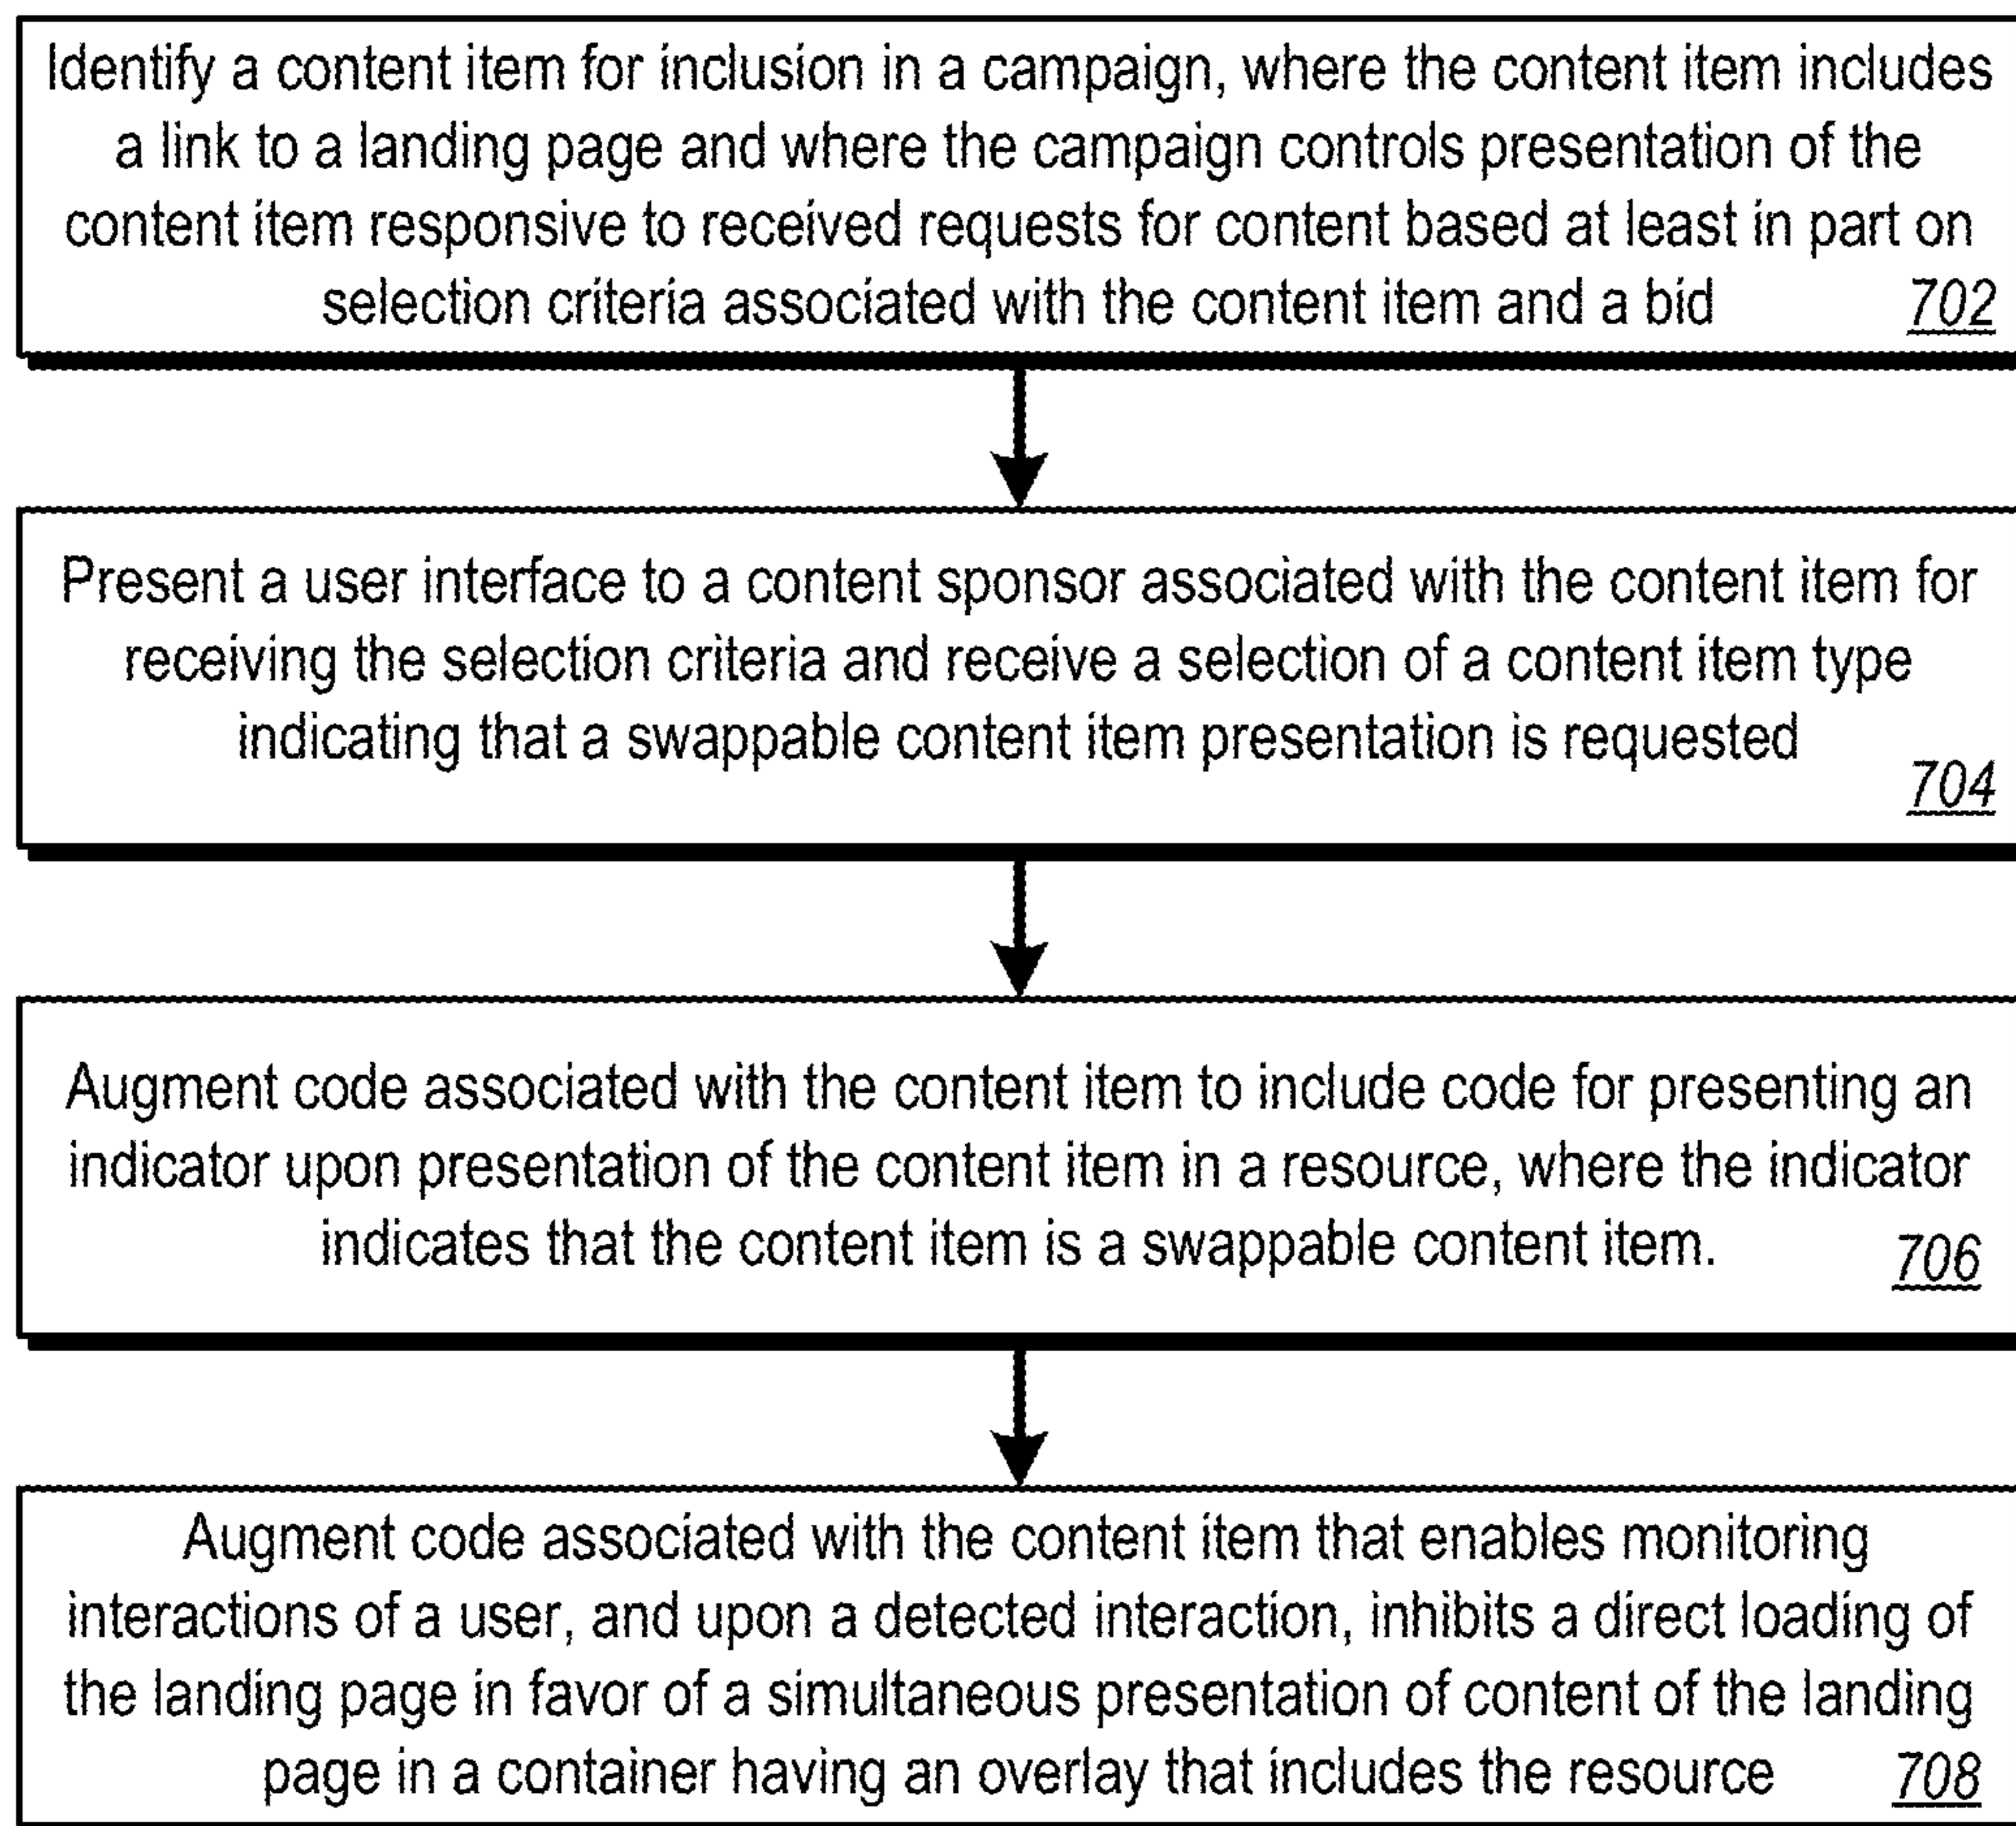 Identify a content item for inclusion in a campaign, where the content item includes
a link to a landing page and where the campaign controls presentation of the
content item responsive to received requests for content based at least in part on
selection criteria associated with the content item and a bid 702
Present a user interface to a content sponsor associated with the content item for
receiving the selection criteria and receive a selection of a content item type
indicating that a swappable content item presentation is requested
704
Augment code associated with the content item to include code for presenting an
indicator upon presentation of the content item in a resource, where the indicator
indicates that the content item is a swappable content item. 706
Augment code associated with the content item that enables monitoring
interactions of a user, and upon a detected interaction, inhibits a direct loading of
the landing page in favor of a simultaneous presentation of content of the landing
page in a container having an overlay that includes the resource 708